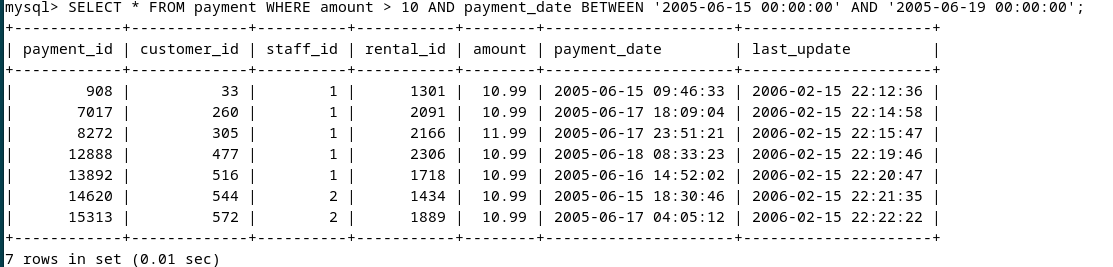 mysql> SELECT * FROM payment WHERE amount > 10 AND payment_date BETWEEN '2005-06-15 00:00:00' AND '2005-06-19 00:00:00';
+------------+-------------+----------+-----------+--------+---------------------+---------------------+
| payment_id | customer_id | staff_id | rental_id | amount | payment_date        | last_update         |
+------------+-------------+----------+-----------+--------+---------------------+---------------------+
|        908 |          33 |        1 |      1301 |  10.99 | 2005-06-15 09:46:33 | 2006-02-15 22:12:36 |
|       7017 |         260 |        1 |      2091 |  10.99 | 2005-06-17 18:09:04 | 2006-02-15 22:14:58 |
|       8272 |         305 |        1 |      2166 |  11.99 | 2005-06-17 23:51:21 | 2006-02-15 22:15:47 |
|      12888 |         477 |        1 |      2306 |  10.99 | 2005-06-18 08:33:23 | 2006-02-15 22:19:46 |
|      13892 |         516 |        1 |      1718 |  10.99 | 2005-06-16 14:52:02 | 2006-02-15 22:20:47 |
|      14620 |         544 |        2 |      1434 |  10.99 | 2005-06-15 18:30:46 | 2006-02-15 22:21:35 |
|      15313 |         572 |        2 |      1889 |  10.99 | 2005-06-17 04:05:12 | 2006-02-15 22:22:22 |
+------------+-------------+----------+-----------+--------+---------------------+---------------------+
7 rows in set (0.01 sec)